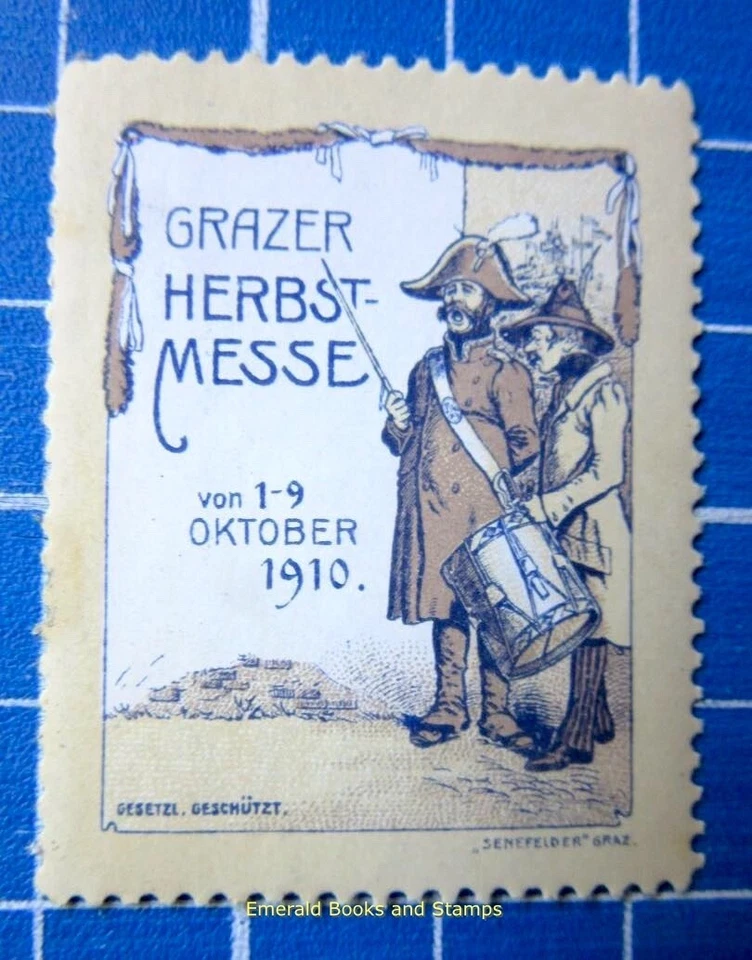 GRAZER
HERBST-
MESSE
von 1-9
OKTOBER
1910.
GESETZL. GESCHÜTZT.
„SENEFELDER" GRAZ.
Emerald Books and Stamps